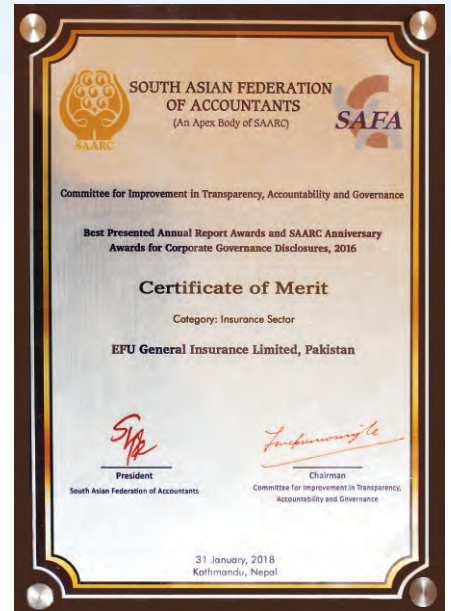 SOUTH ASIAN FEDERATION
OF ACCOUNTANTS
(An Apex Body of SAARC)
SAARC
SAFA
Committee for Improvement in Transparency, Accountability and Governance
Best Presented Annual Report Awards and SAARC Anniversary
Awards for Corporate Governance Disclosures, 2016
Certificate of Merit
Category: Insurance Sector
EFU General Insurance Limited, Pakistan
President
South Asian Federation of Accountants
Chairman
Committee for Improvement in Transparency,
Accountability and Governance
31 January, 2018
Kathmandu, Nepal